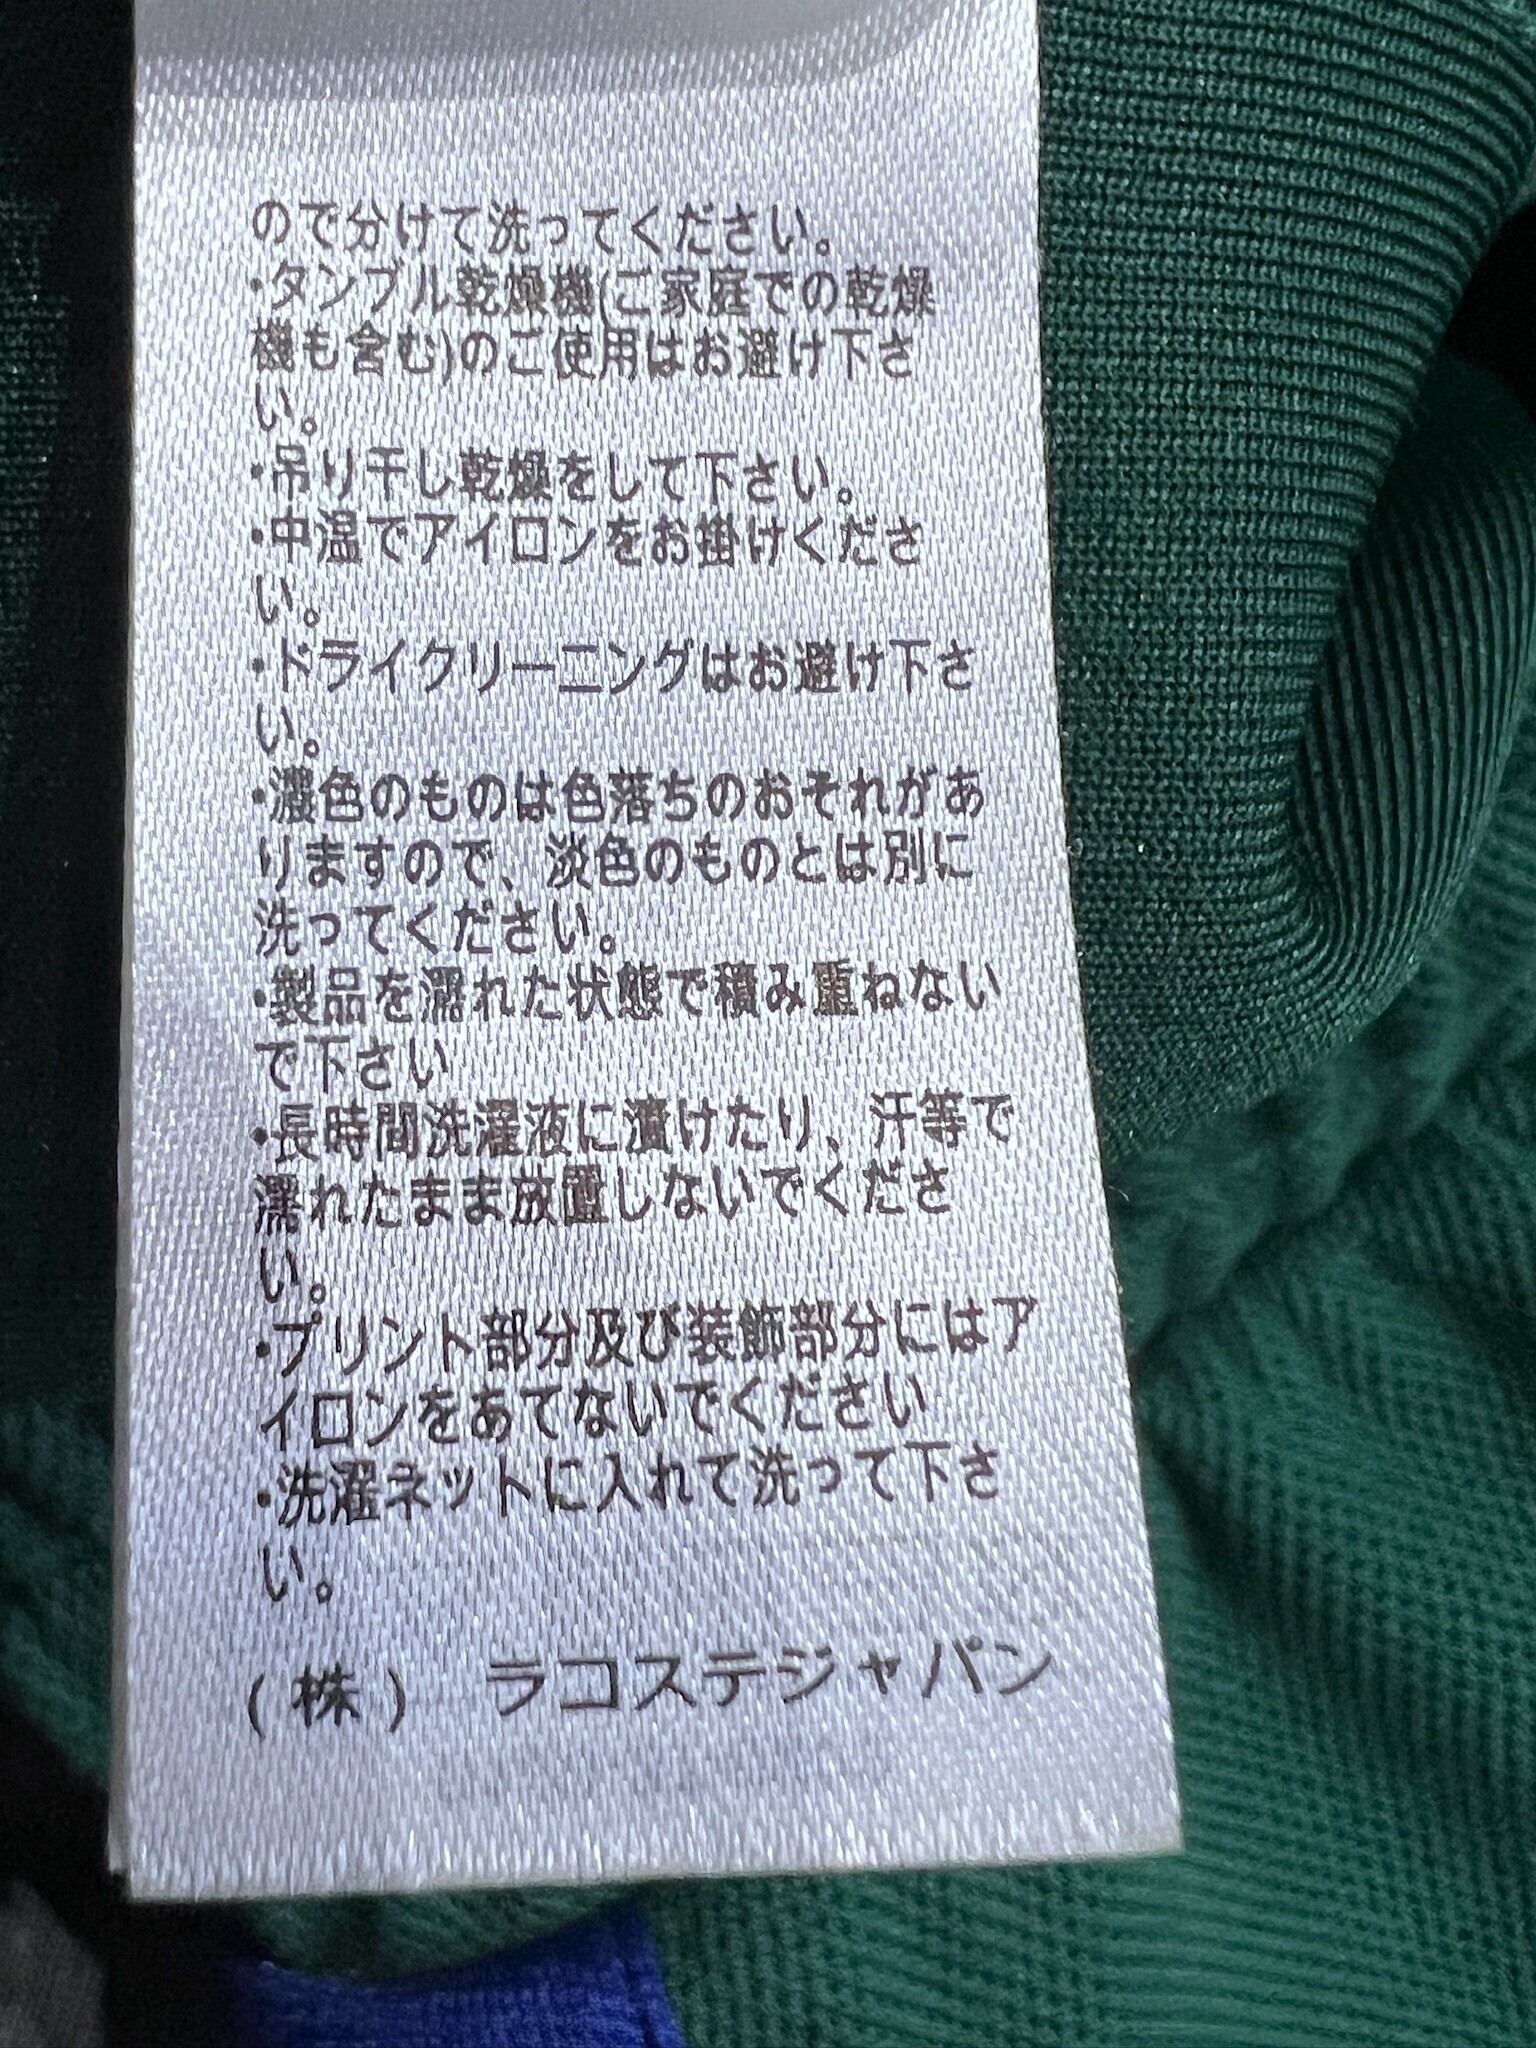 ので分けて洗ってください。
・タンブル乾燥機(ご家庭での乾燥
機も含む)のご使用はお避け下さ
い。
・吊り干し乾燥をして下さい。
・中温でアイロンをお掛けくださ
い。
・ドライクリーニングはお避け下さ
い。
・濃色のものは色落ちのおそれがあ
りますので、淡色のものとは別に
洗ってください。
・製品を濡れた状態で積み重ねない
で下さい
・長時間洗濯液に漬けたり、汗等で
濡れたまま放置しないでくださ
い。
・プリント部分及び装飾部分にはア
イロンをあてないでください
・洗濯ネットに入れて洗って下さ
い。
(株) ラコステジャパン